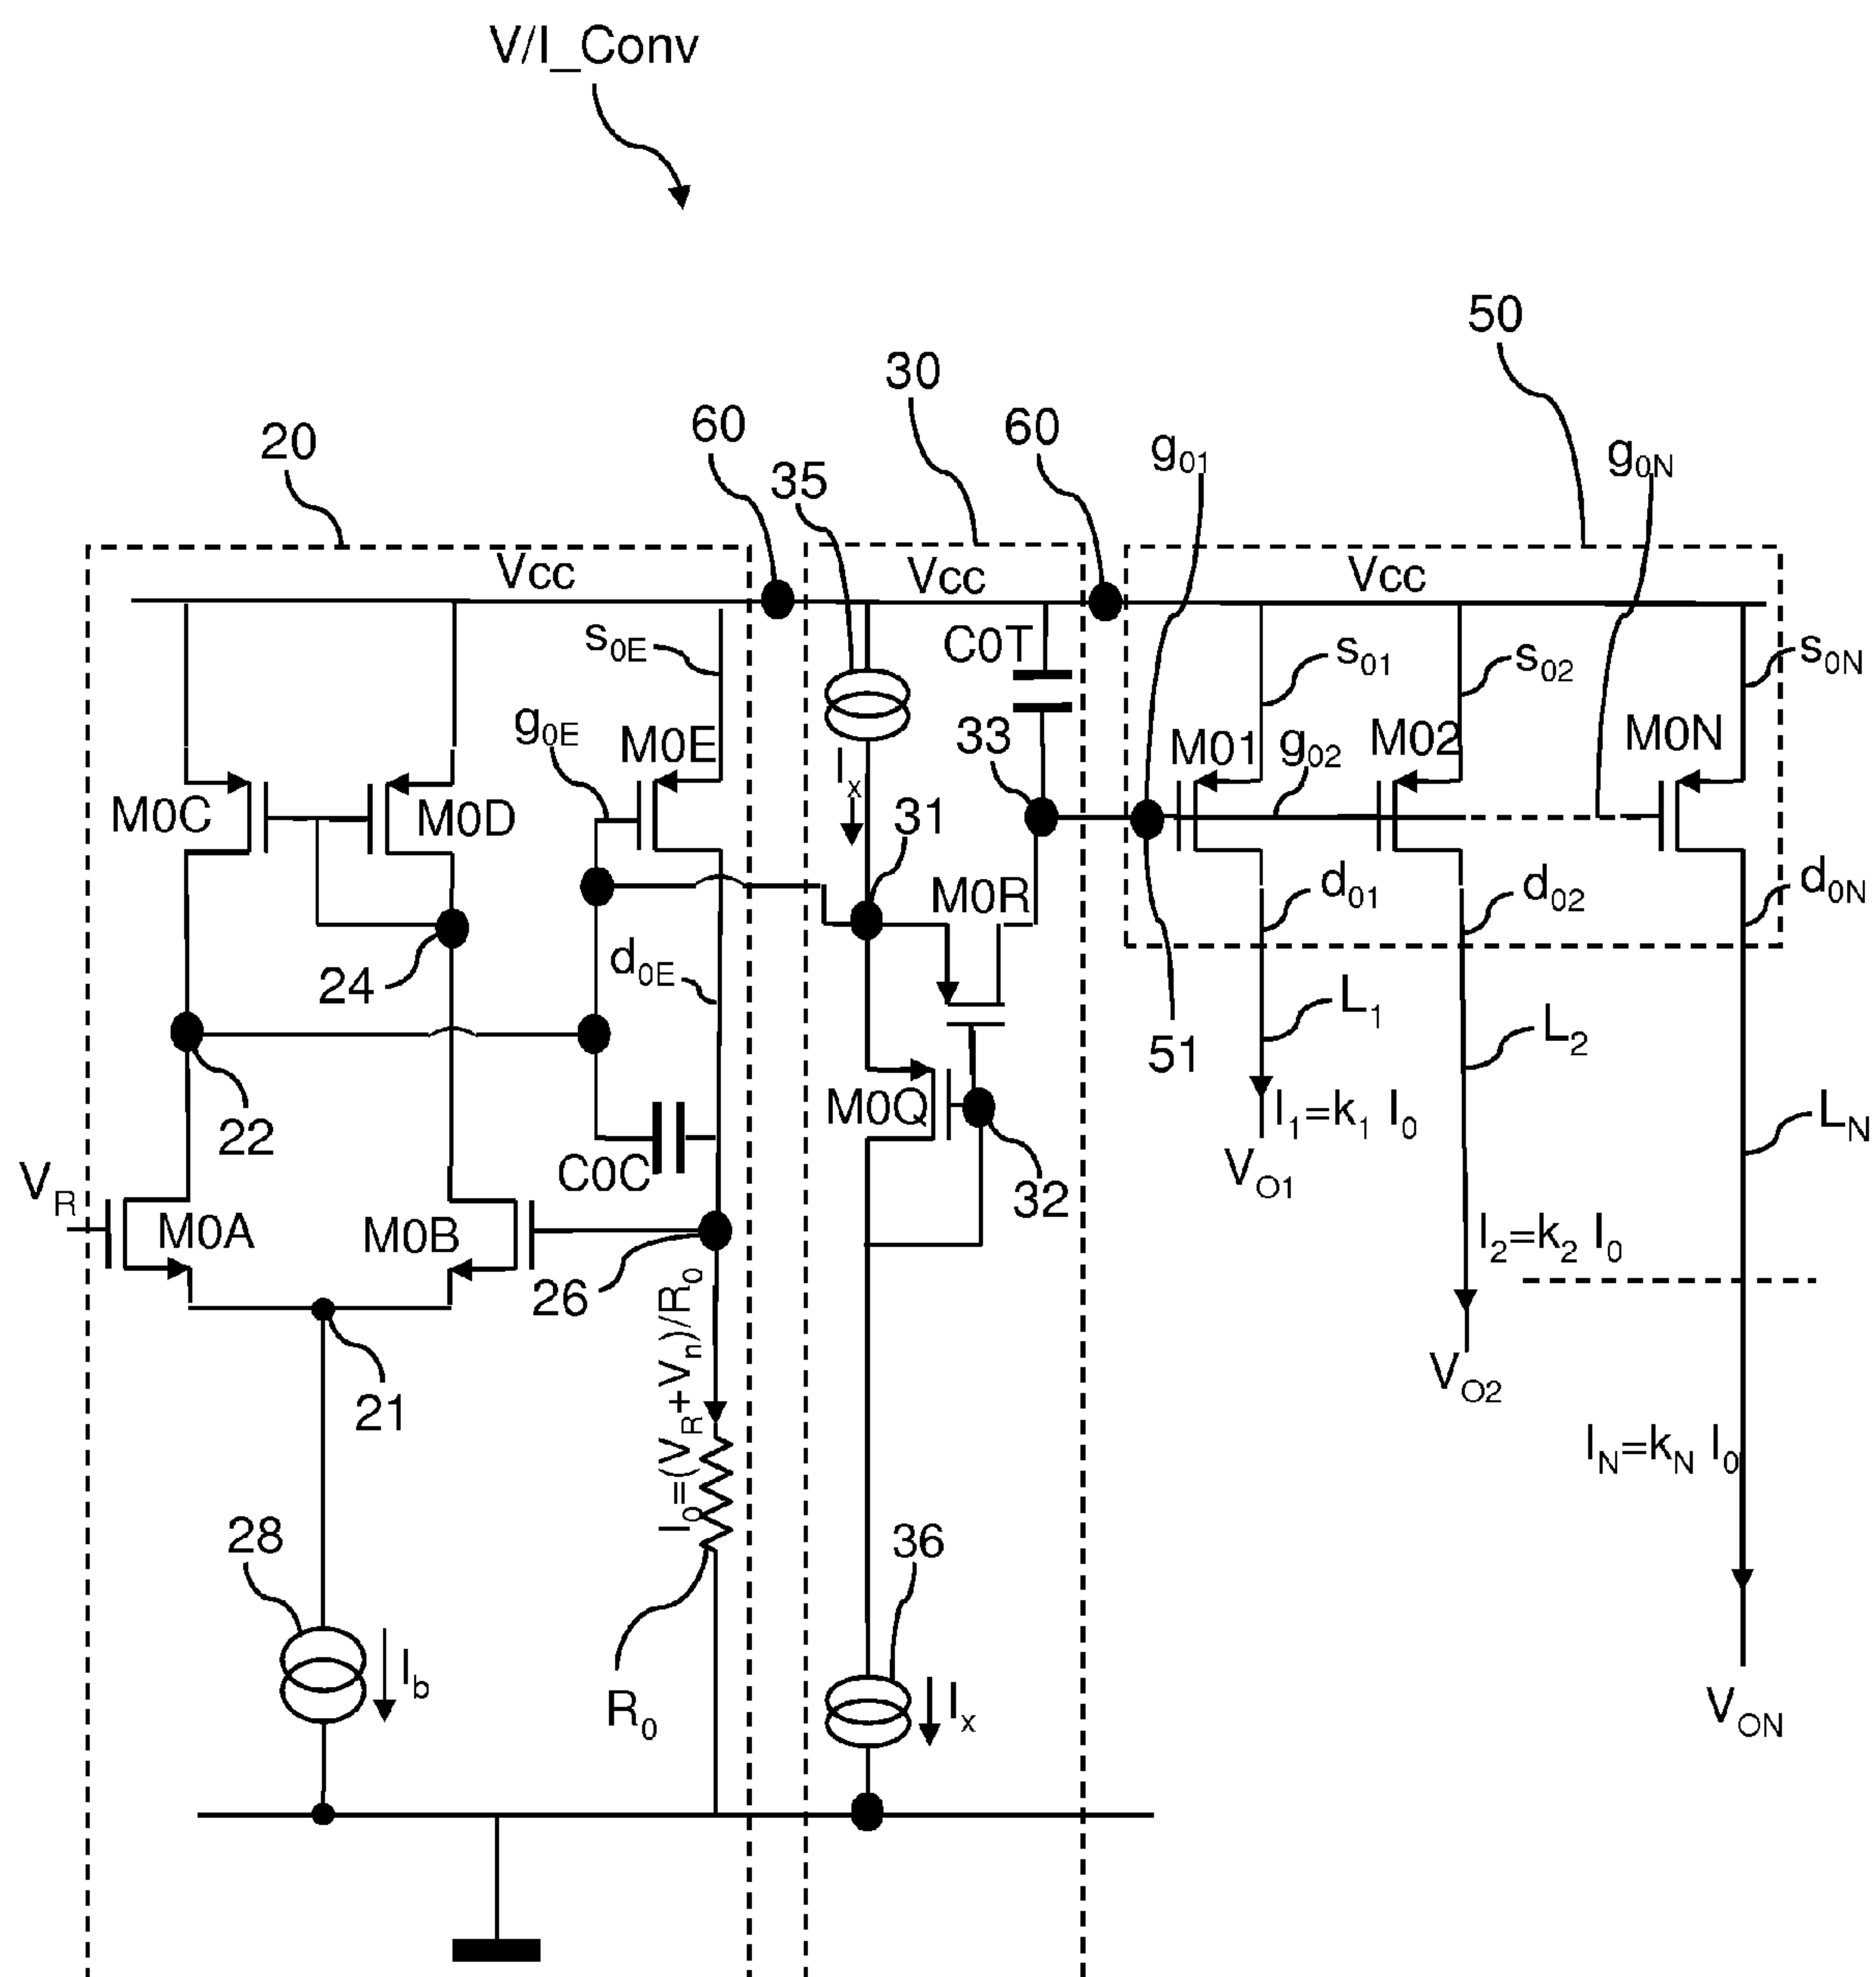 V/I_Conv
50
30
20
60
35
60
g01
g0N
Vcc
Vcc
Vcc
s0E
C0T
s01
s02
s0N
g0E
M0E
33
M01
g02
M02
M0N
M0C
M0D
Ix
31
M0R
d01
d02
d0N
24
d0E
L1
L2
51
22
C0C
M0Q
32
I1=k1 I0
VO1
LN
VR
M0A
M0B
26
I2=k2 I0
21
I0=(VR+Vn)/R0
VO2
IN=kN I0
28
36
Ib
R0
Ix
VON